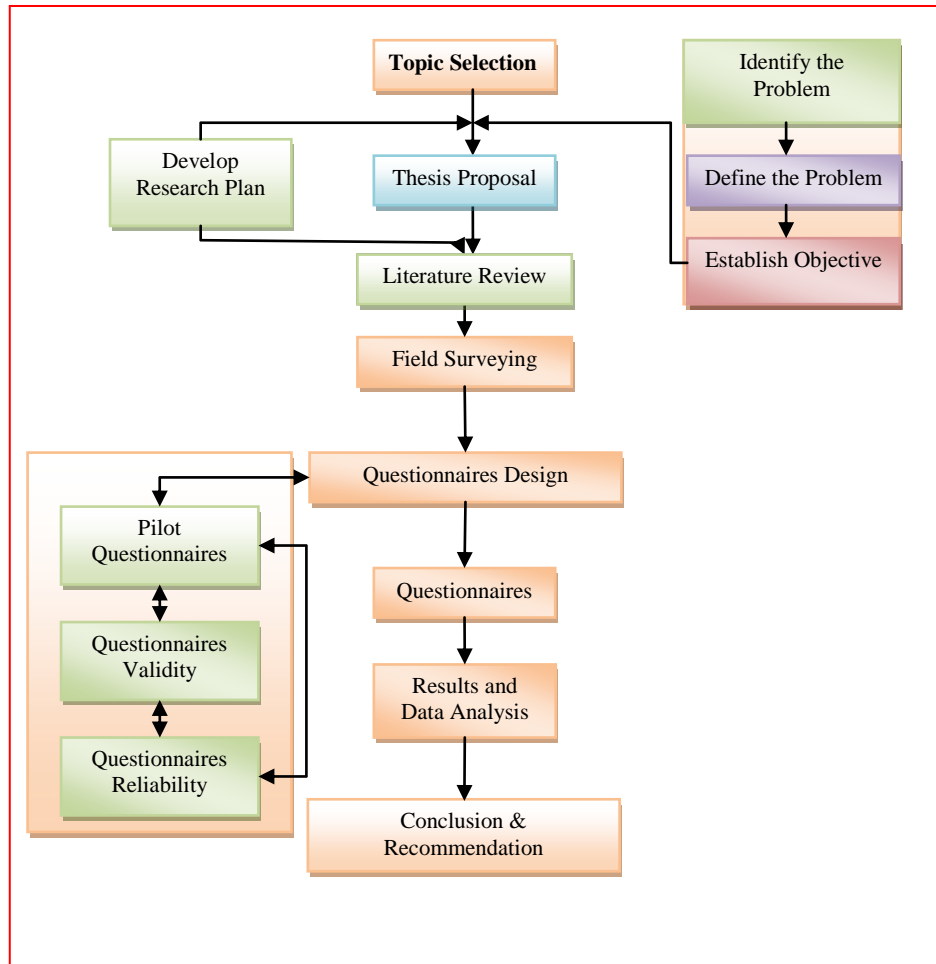 Topic Selection
Identify the
Problem
Develop
Research Plan
Thesis Proposal
Define the Problem
Establish Objective
Literature Review
Field Surveying
Questionnaires Design
Pilot
Questionnaires
Questionnaires
Questionnaires
Validity
Results and
Data Analysis
Questionnaires
Reliability
Conclusion &
Recommendation